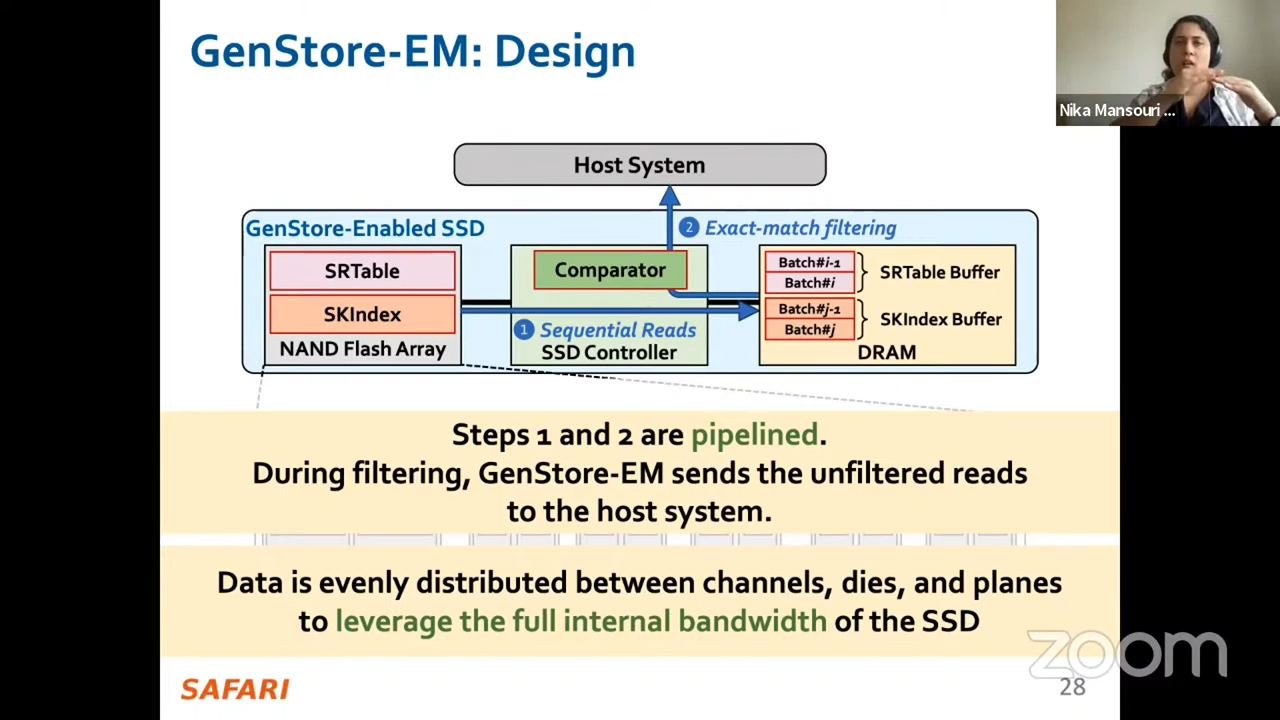 GenStore-EM: Design
Nika Mansouri ...
Host System
GenStore-Enabled SSD
2 Exact-match filtering
SRTable
Comparator
Batch#i-1
Batch#i
SRTable Buffer
SKIndex
Batch#j-1
Batch#j
SKIndex Buffer
1 Sequential Reads
NAND Flash Array
SSD Controller
DRAM
Steps 1 and 2 are pipelined.
During filtering, GenStore-EM sends the unfiltered reads
to the host system.
Data is evenly distributed between channels, dies, and planes
to leverage the full internal bandwidth of the SSD
zoom
SAFARI
28